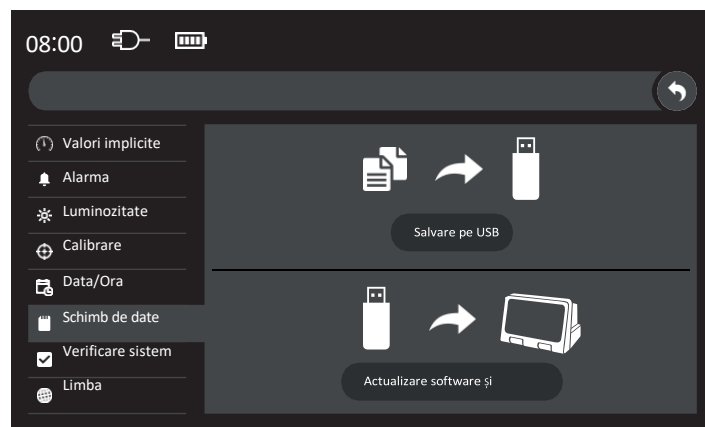 08:00
Valori implicite
Alarma
Luminozitate
Calibrare
Data/Ora
Schimb de date
Verificare sistem
Limba
Salvare pe USB
Actualizare software și